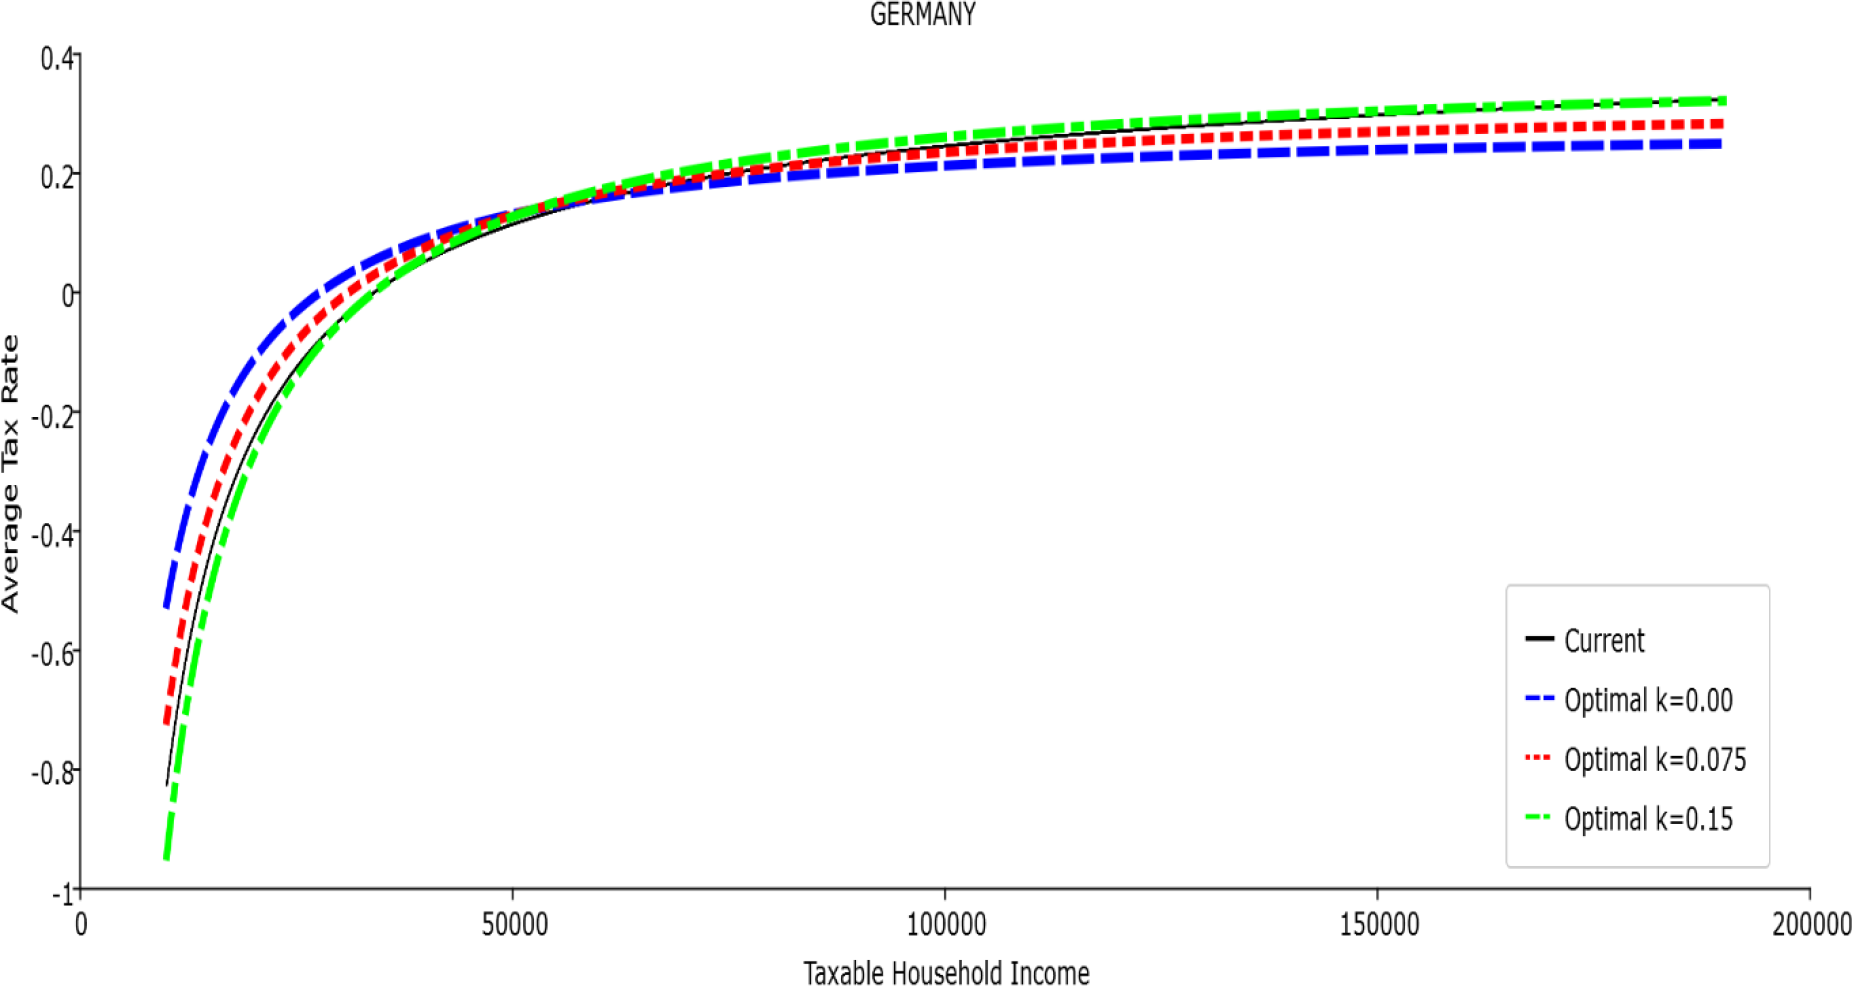 GERMANY
0.4
0.2
0
-0.2
-0.4
-0.6
-0.8
-1
Average Tax Rate
0
50000
100000
150000
200000
Taxable Household Income
Current
Optimal k=0.00
Optimal k=0.075
Optimal k=0.15